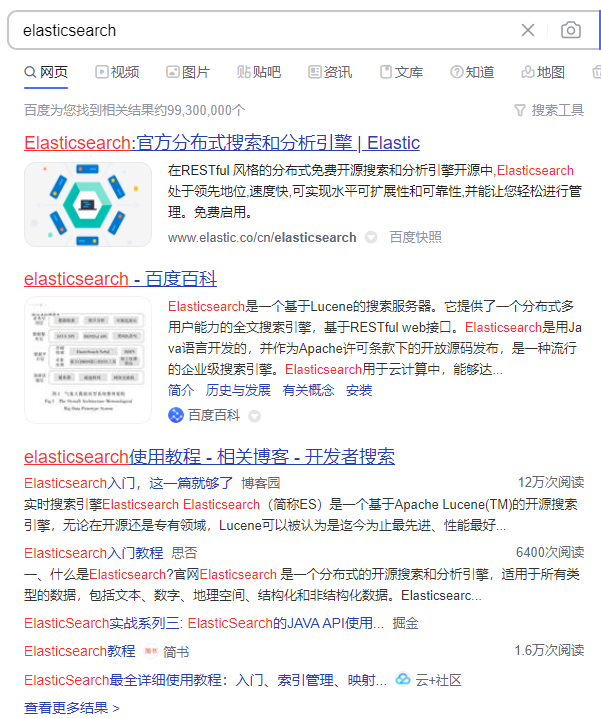 elasticsearch
网页 视频 图片 贴吧 资讯 文库 知道 地图
百度为您找到相关结果约99,300,000个 搜索工具
Elasticsearch:官方分布式搜索和分析引擎 | Elastic
在RESTful 风格的分布式免费开源搜索和分析引擎开源中,Elasticsearch
处于领先地位,速度快,可实现水平可扩展性和可靠性,并能让您轻松进行管
理。免费启用。
www.elastic.co/cn/elasticsearch 百度快照
elasticsearch - 百度百科
Elasticsearch是一个基于Lucene的搜索服务器。它提供了一个分布式多
用户能力的全文搜索引擎，基于RESTful web接口。Elasticsearch是用Ja
va语言开发的，并作为Apache许可条款下的开放源码发布，是一种流行
的企业级搜索引擎。Elasticsearch用于云计算中，能够达...
简介 历史与发展 有关概念 安装
百度百科
elasticsearch使用教程 - 相关博客 - 开发者搜索
Elasticsearch入门，这一篇就够了 博客园 12万次阅读
实时搜索引擎Elasticsearch Elasticsearch（简称ES）是一个基于Apache Lucene(TM)的开源搜索
引擎，无论在开源还是专有领域，Lucene可以被认为是迄今为止最先进、性能最好...
Elasticsearch入门教程 思否 6400次阅读
一、什么是Elasticsearch?官网Elasticsearch 是一个分布式的开源搜索和分析引擎，适用于所有类
型的数据，包括文本、数字、地理空间、结构化和非结构化数据。Elasticsearc...
ElasticSearch实战系列三: ElasticSearch的JAVA API使用... 掘金
Elasticsearch教程 简书 简书 1.6万次阅读
ElasticSearch最全详细使用教程：入门、索引管理、映射... 云+社区
查看更多结果 >